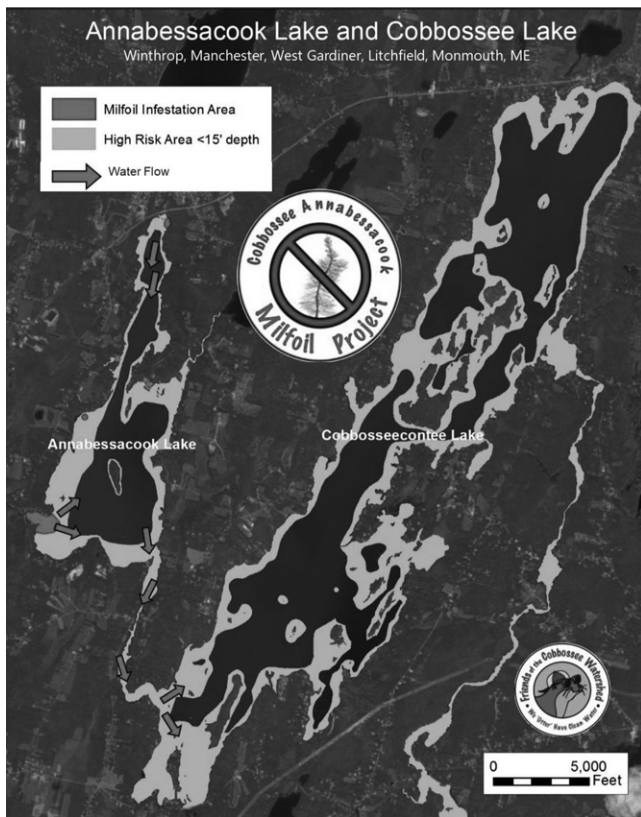 Annabessacook Lake and Cobbossee Lake
Winthrop, Manchester, West Gardiner, Litchfield, Monmouth, ME
Milfoil Infestation Area
High Risk Area <15' depth
Water Flow
Cobbossee Annabessacook
Milfoil Project
Annabessacook Lake
Cobbosseecontee Lake
Friends of the Cobbossee Watershed
• We 'Otter' Have Clean Water •
0 5,000
Feet